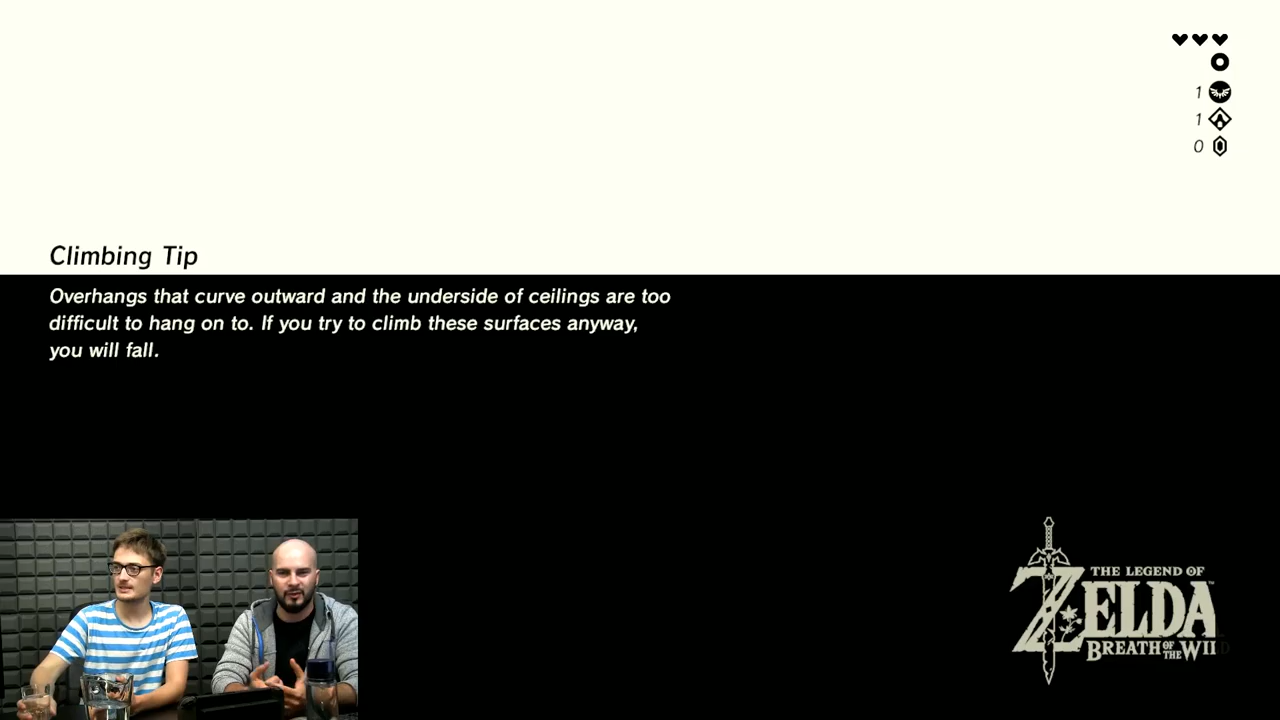 1
1
0
Climbing Tip
Overhangs that curve outward and the underside of ceilings are too
difficult to hang on to. If you try to climb these surfaces anyway,
you will fall.
THE LEGEND OF
ZELDA
BREATH OF THE WILD